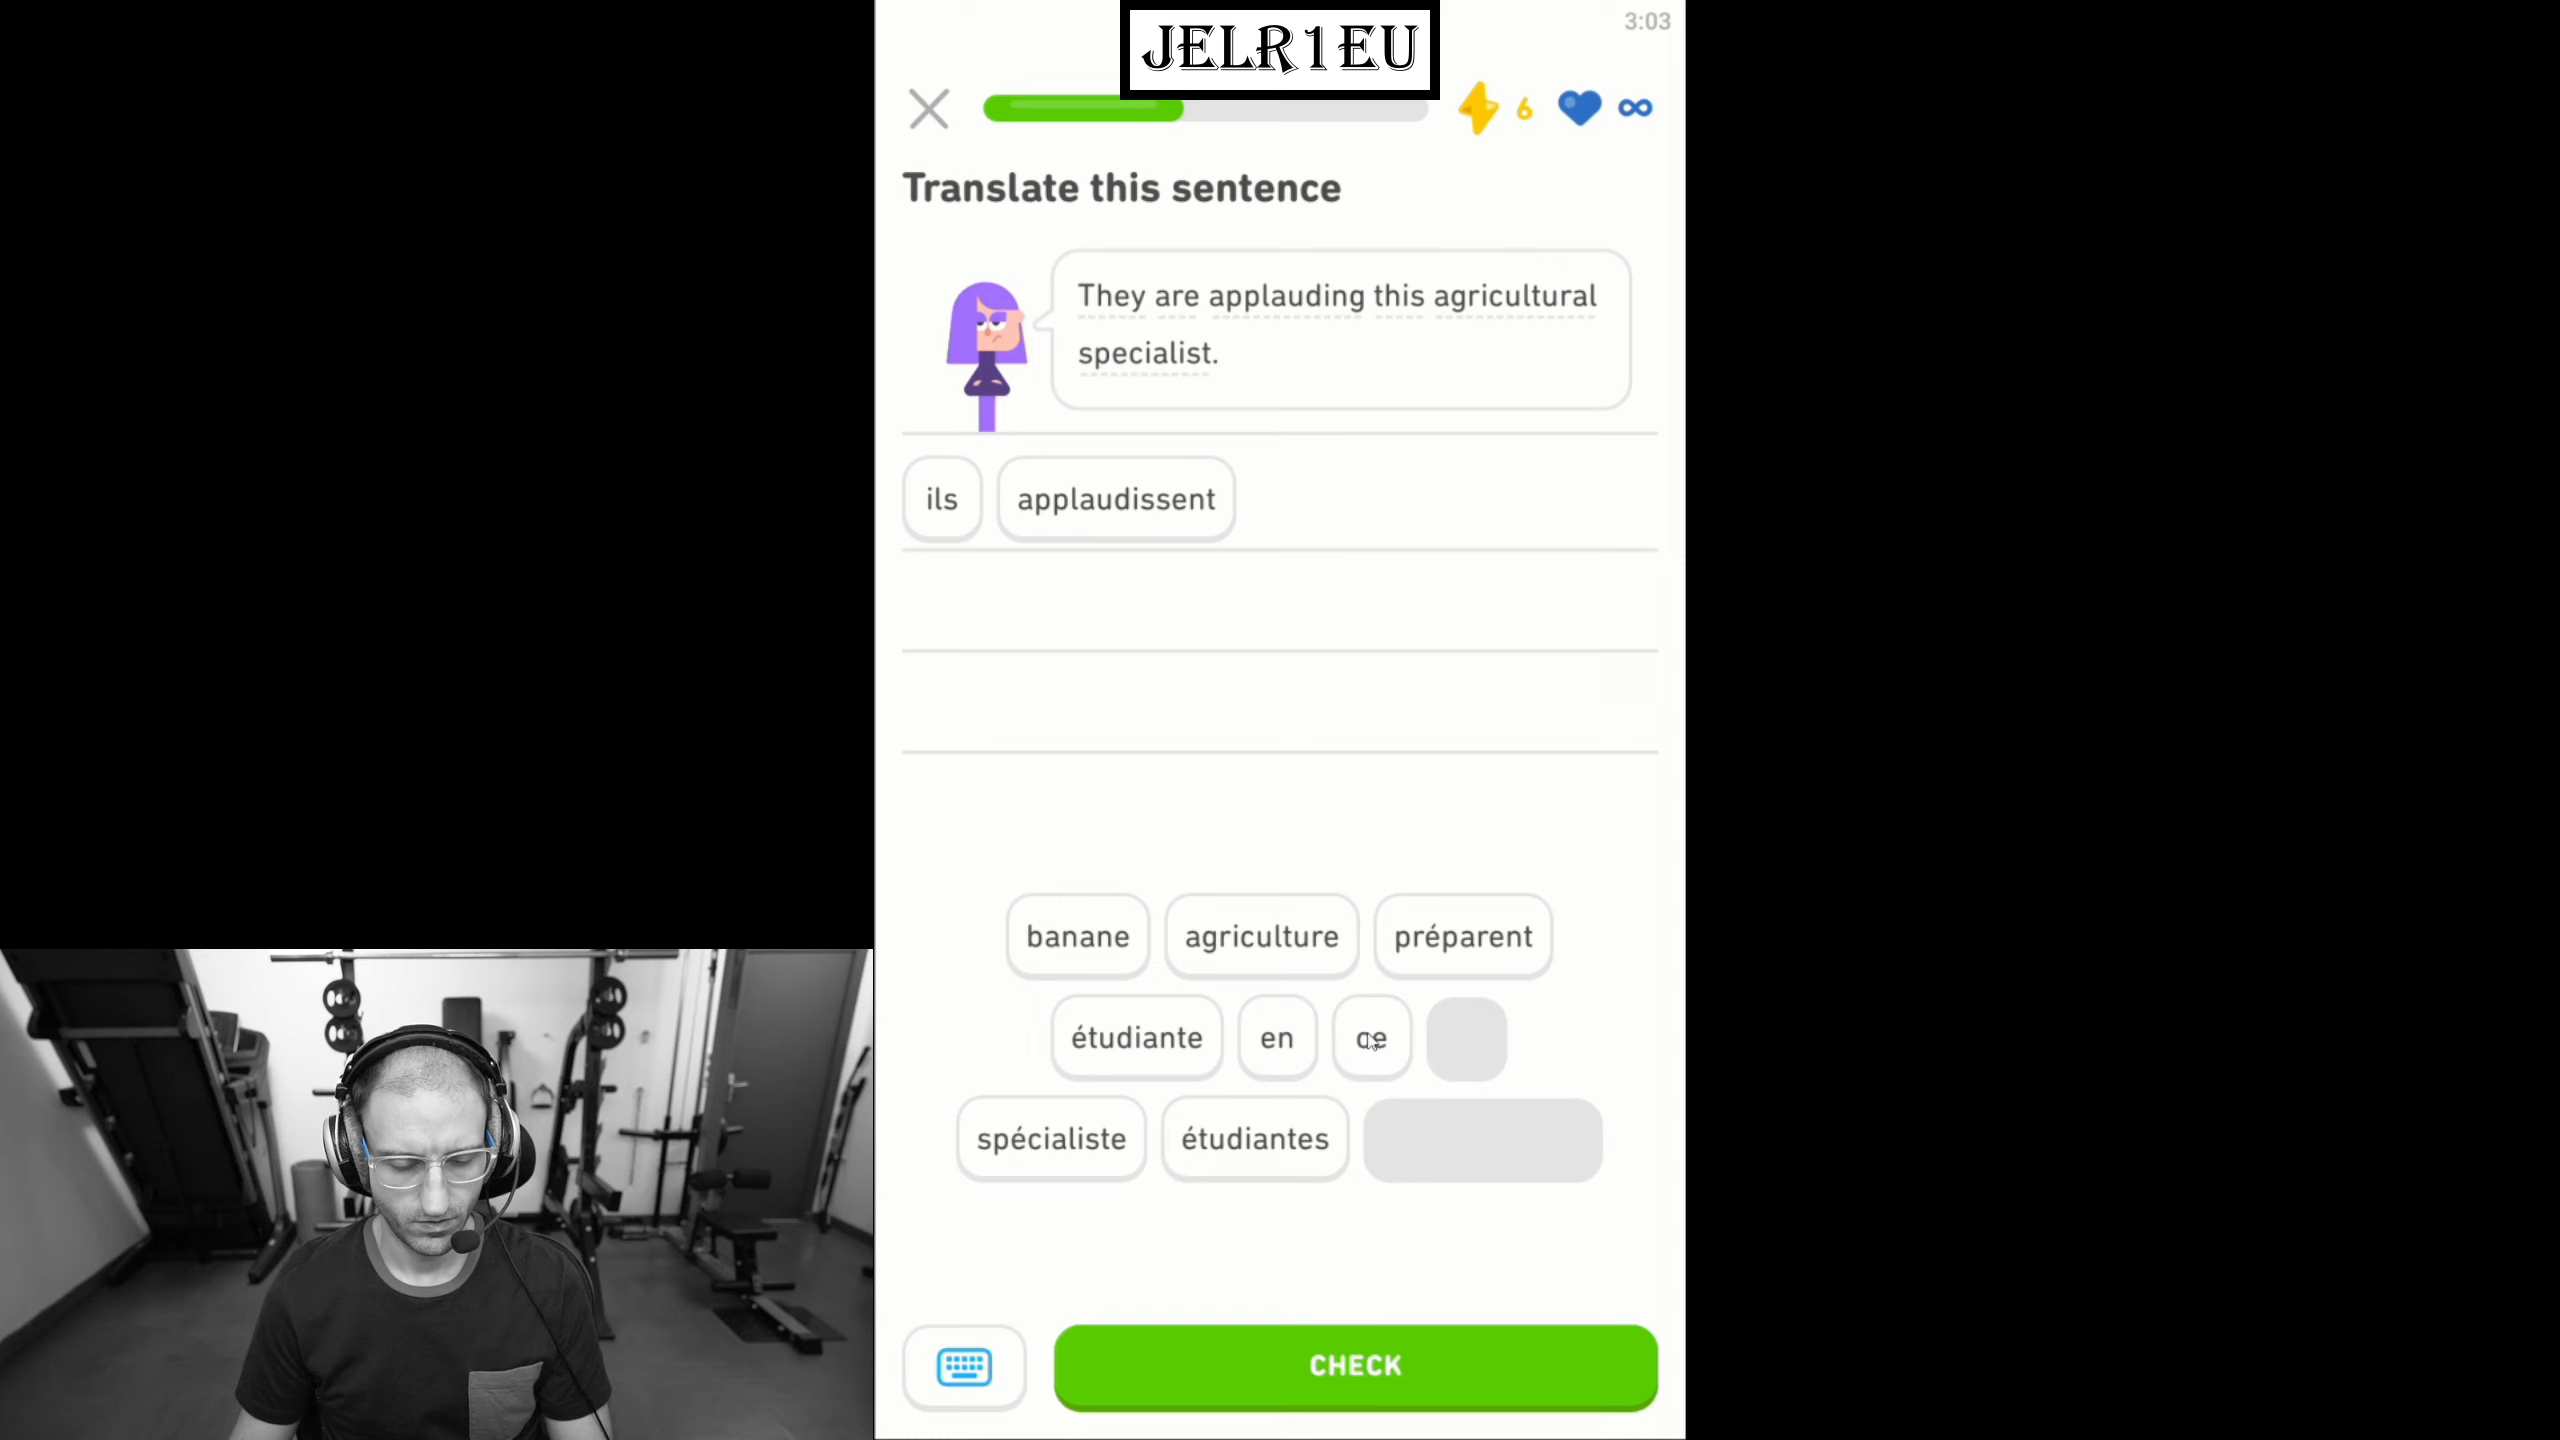 JELR1EU
3:03
6 ∞
Translate this sentence
They are applauding this agricultural
specialist.
ils applaudissent
banane agriculture préparent
étudiante en ce
spécialiste étudiantes
CHECK